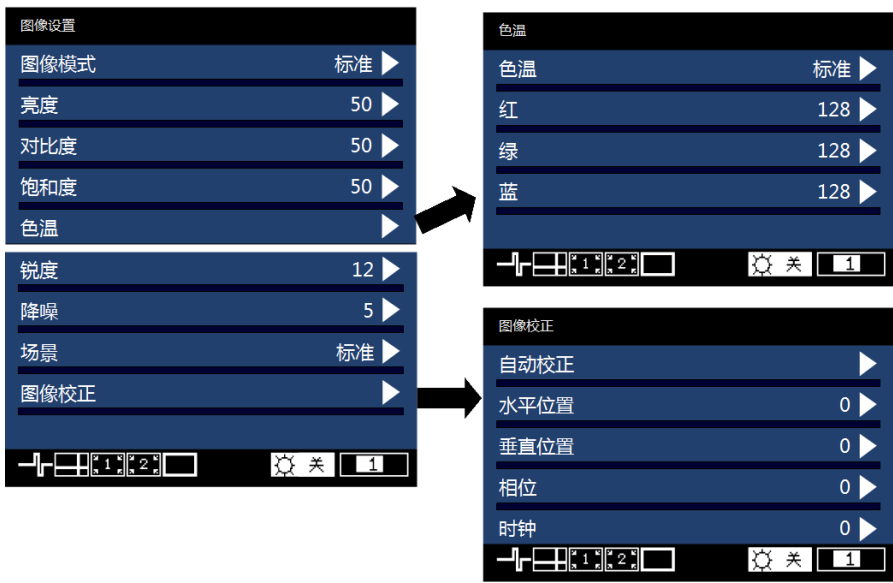 图像设置
图像模式 标准
亮度 50
对比度 50
饱和度 50
色温
锐度 12
降噪 5
场景 标准
图像校正
1 2 关 1
色温
色温 标准
红 128
绿 128
蓝 128
1 2 关 1
图像校正
自动校正
水平位置 0
垂直位置 0
相位 0
时钟 0
1 2 关 1